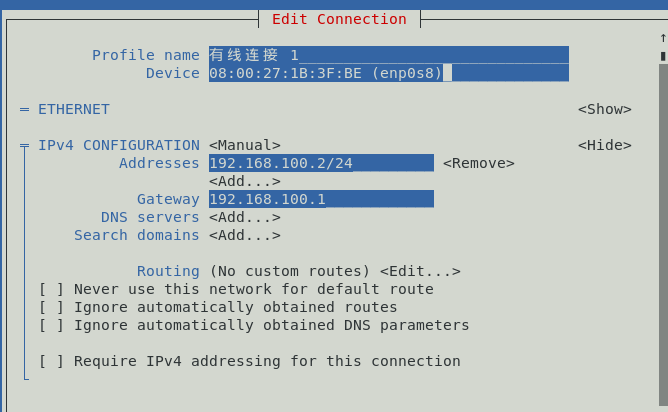 Edit Connection
Profile name 有线连接 1
Device 08:00:27:1B:3F:BE (enp0s8)
ETHERNET <Show>
IPv4 CONFIGURATION <Manual> <Hide>
Addresses 192.168.100.2/24 <Remove>
<Add...>
Gateway 192.168.100.1
DNS servers <Add...>
Search domains <Add...>
Routing (No custom routes) <Edit...>
[ ] Never use this network for default route
[ ] Ignore automatically obtained routes
[ ] Ignore automatically obtained DNS parameters
[ ] Require IPv4 addressing for this connection